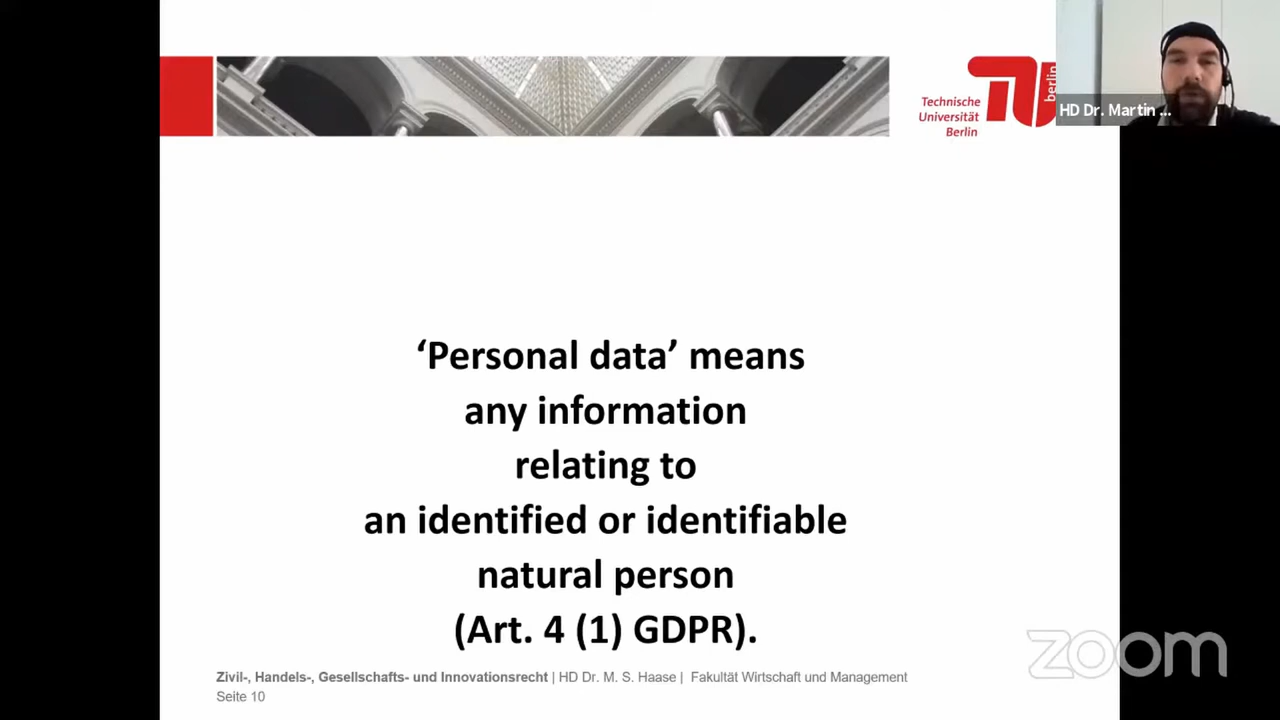 Technische
Universität
Berlin
berlin
HD Dr. Martin ...
‘Personal data’ means
any information
relating to
an identified or identifiable
natural person
(Art. 4 (1) GDPR).
Zivil-, Handels-, Gesellschafts- und Innovationsrecht | HD Dr. M. S. Haase | Fakultät Wirtschaft und Management
Seite 10
zoom